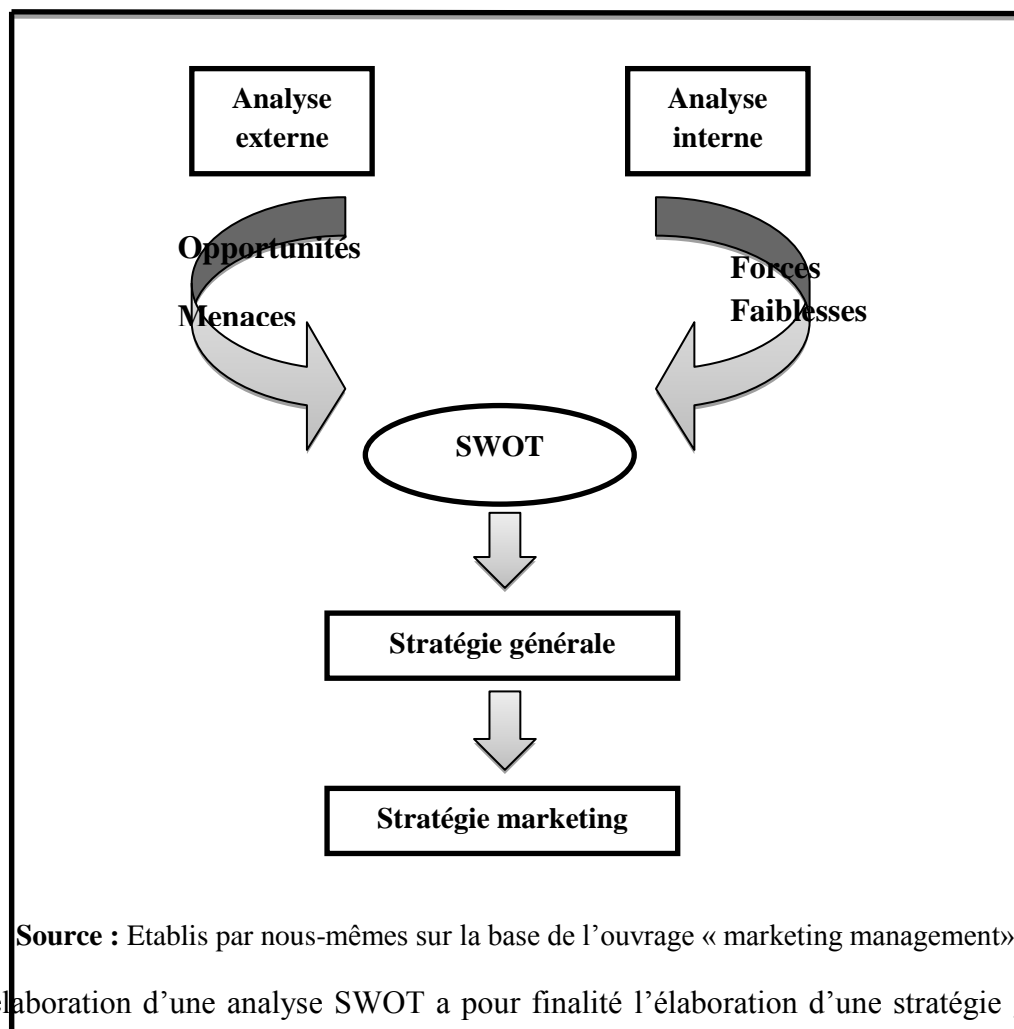 Analyse
externe
Analyse
interne
Opportunités
Menaces
Forces
Faiblesses
SWOT
Stratégie générale
Stratégie marketing
Source : Etablis par nous-mêmes sur la base de l’ouvrage « marketing management»
élaboration d’une analyse SWOT a pour finalité l’élaboration d’une stratégie